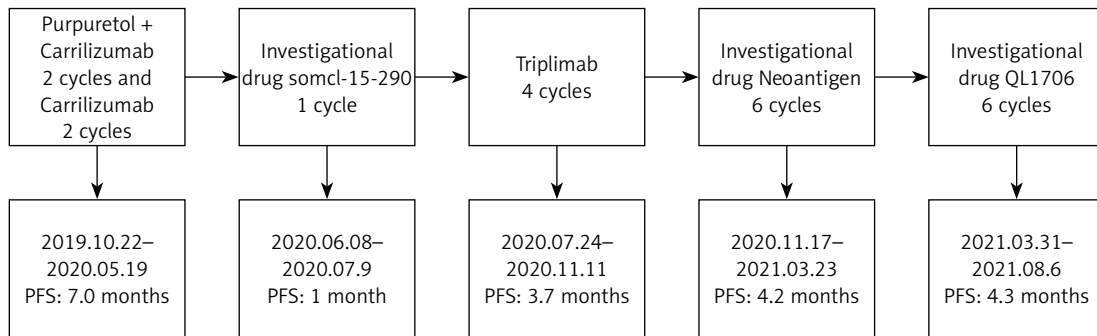 Purpuretol +
Carrilizumab
2 cycles and
Carrilizumab
2 cycles
Investigational
drug somcl-15-290
1 cycle
Triplimab
4 cycles
Investigational
drug Neoantigen
6 cycles
Investigational
drug QL1706
6 cycles
2019.10.22–
2020.05.19
PFS: 7.0 months
2020.06.08–
2020.07.9
PFS: 1 month
2020.07.24–
2020.11.11
PFS: 3.7 months
2020.11.17–
2021.03.23
PFS: 4.2 months
2021.03.31–
2021.08.6
PFS: 4.3 months